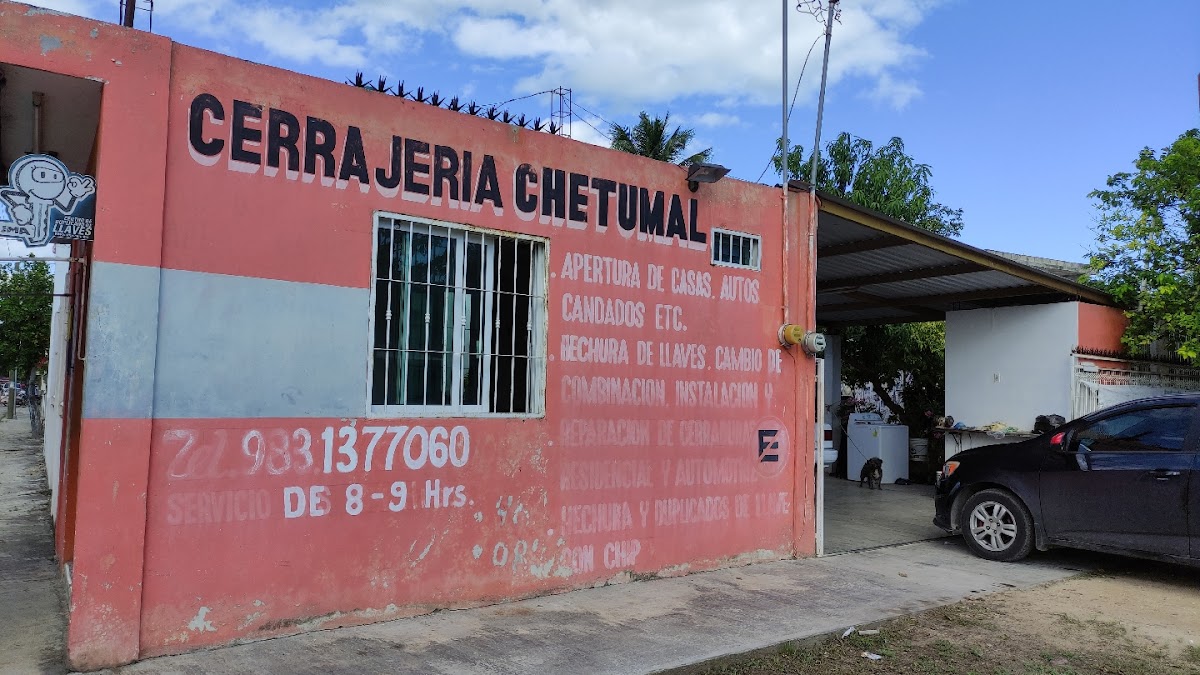 CERRAJERIA CHETUMAL
. APERTURA DE CASAS. AUTOS
CANDADOS ETC.
. HECHURA DE LLAVES. CAMBIO DE
COMBINACION. INSTALACION Y
REPARACION DE
RESIDENCIAL Y AUTOMOTRIZ
HECHURA Y DUPLICADOS DE LLAVE
CON CHIP
Tel. 983.1377060
SERVICIO DE 8-9 Hrs.
LLAVES